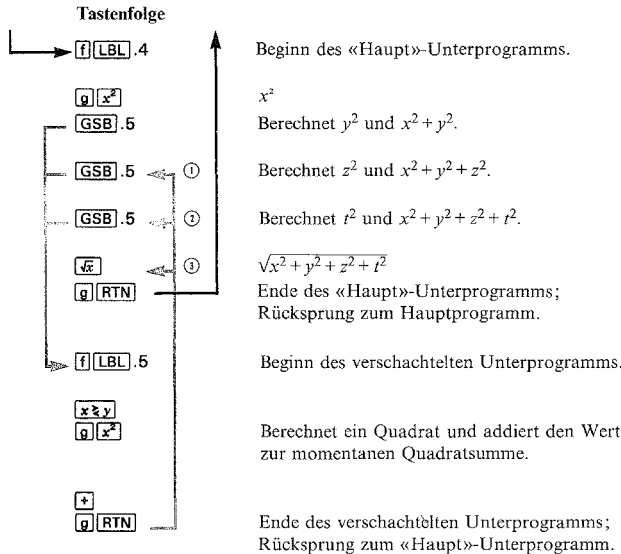 Tastenfolge
f LBL .4 Beginn des «Haupt»-Unterprogramms.
g x² x²
GSB .5 Berechnet y² und x² + y².
GSB .5 ① Berechnet z² und x² + y² + z².
GSB .5 ② Berechnet t² und x² + y² + z² + t².
√x ③ √x² + y² + z² + t²
g RTN Ende des «Haupt»-Unterprogramms;
Rücksprung zum Hauptprogramm.
f LBL .5 Beginn des verschachtelten Unterprogramms.
x≷y
g x² Berechnet ein Quadrat und addiert den Wert
zur momentanen Quadratsumme.
+
g RTN Ende des verschachtelten Unterprogramms;
Rücksprung zum «Haupt»-Unterprogramm.